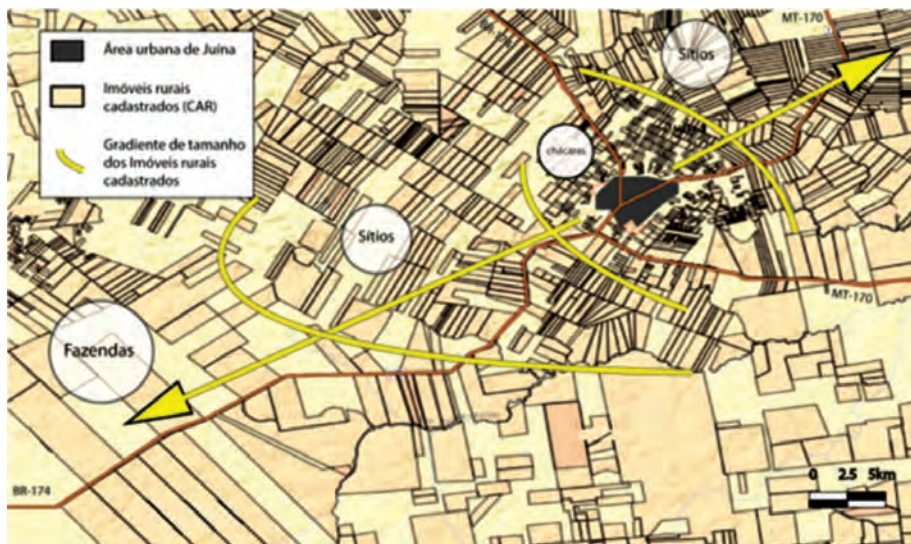 Área urbana de Juína
Imóveis rurais
cadastrados (CAR)
Gradiente de tamanho
dos Imóveis rurais
cadastrados
MT-170
Sítios
chácaras
Sítios
MT-170
Fazendas
BR-174
0 2.5 5km